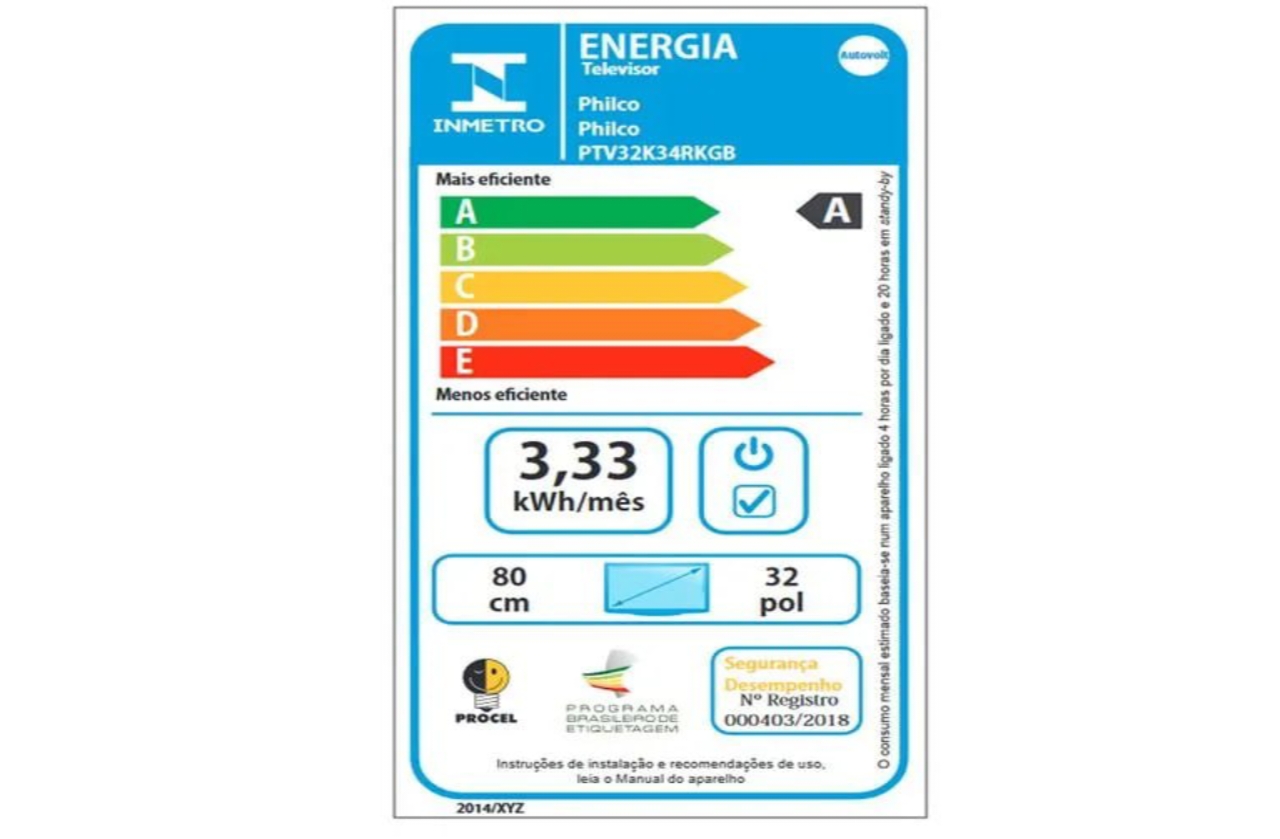 INMETRO
ENERGIA
Televisor
Autovolt
Philco
Philco
PTV32K34RKGB
Mais eficiente
A
A
B
C
D
E
Menos eficiente
3,33
kWh/mês
80
cm
32
pol
PROCEL
PROGRAMA
BRASILEIRO DE
ETIQUETAGEM
Segurança
Desempenho
Nº Registro
000403/2018
Instruções de instalação e recomendações de uso,
leia o Manual do aparelho
O consumo mensal estimado baseia-se num aparelho ligado 4 horas por dia ligado e 20 horas em standy-by
2014/XYZ